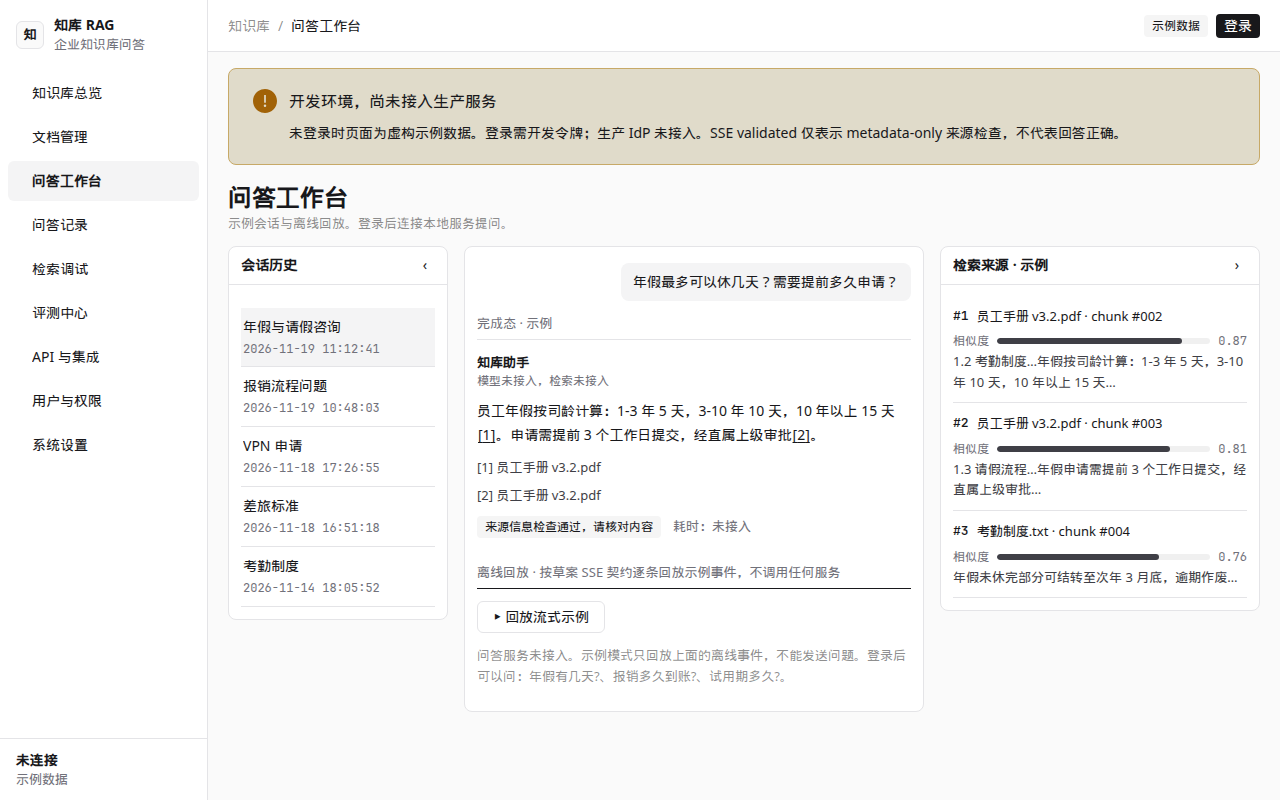 知
知库 RAG
企业知识库问答
知识库总览
文档管理
问答工作台
问答记录
检索调试
评测中心
API 与集成
用户与权限
系统设置
未连接
示例数据
知识库 / 问答工作台
示例数据
登录
!
开发环境，尚未接入生产服务
未登录时页面为虚构示例数据。登录需开发令牌；生产 IdP 未接入。SSE validated 仅表示 metadata-only 来源检查，不代表回答正确。
问答工作台
示例会话与离线回放。登录后连接本地服务提问。
会话历史 ‹
年假与请假咨询
2026-11-19 11:12:41
报销流程问题
2026-11-19 10:48:03
VPN 申请
2026-11-18 17:26:55
差旅标准
2026-11-18 16:51:18
考勤制度
2026-11-14 18:05:52
年假最多可以休几天？需要提前多久申请？
完成态 · 示例
知库助手
模型未接入，检索未接入
员工年假按司龄计算：1-3 年 5 天，3-10 年 10 天，10 年以上 15 天
[1]。申请需提前 3 个工作日提交，经直属上级审批[2]。
[1] 员工手册 v3.2.pdf
[2] 员工手册 v3.2.pdf
来源信息检查通过，请核对内容 耗时：未接入
离线回放 · 按草案 SSE 契约逐条回放示例事件，不调用任何服务
▸ 回放流式示例
问答服务未接入。示例模式只回放上面的离线事件，不能发送问题。登录后
可以问：年假有几天?、报销多久到账?、试用期多久?。
检索来源 · 示例 ›
#1 员工手册 v3.2.pdf · chunk #002
相似度 0.87
1.2 考勤制度…年假按司龄计算：1-3 年 5 天，3-10
年 10 天，10 年以上 15 天…
#2 员工手册 v3.2.pdf · chunk #003
相似度 0.81
1.3 请假流程…年假申请需提前 3 个工作日提交，经
直属上级审批…
#3 考勤制度.txt · chunk #004
相似度 0.76
年假未休完部分可结转至次年 3 月底，逾期作废…